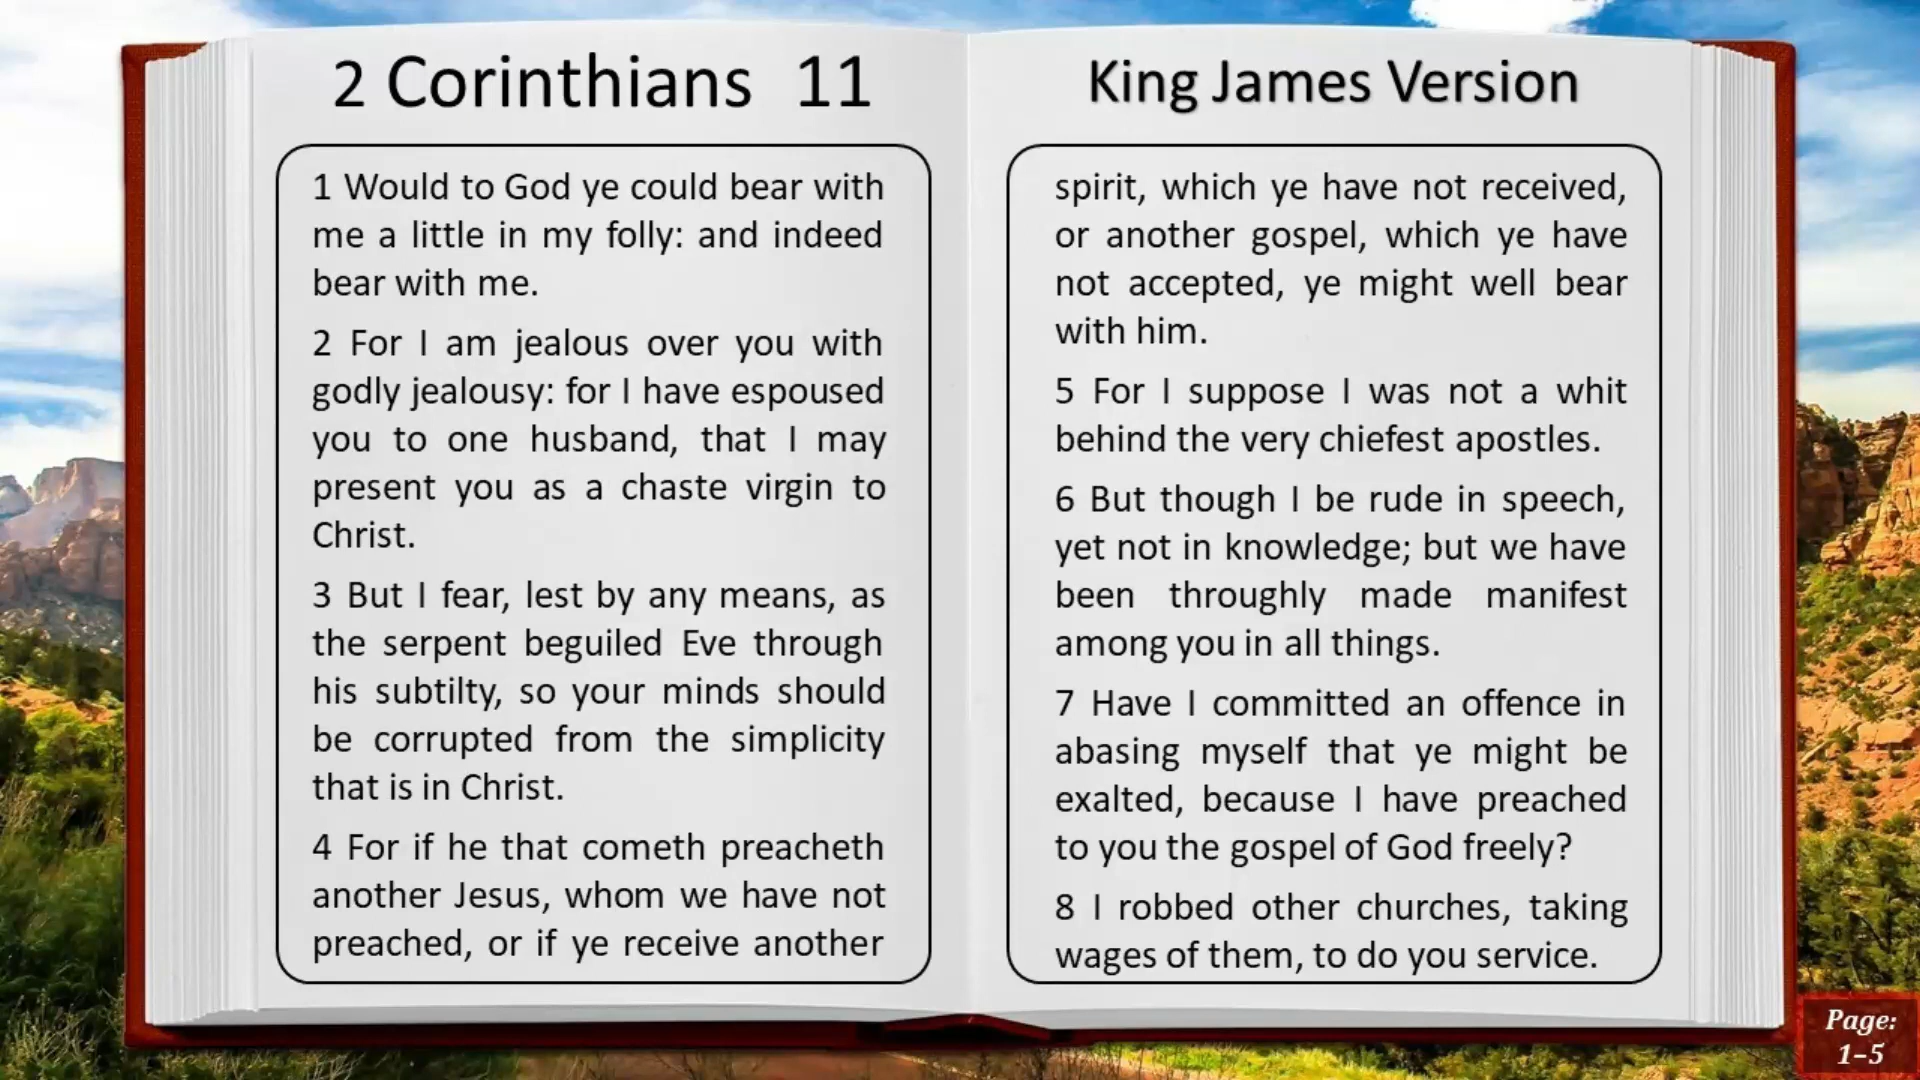 2 Corinthians 11
1 Would to God ye could bear with
me a little in my folly: and indeed
bear with me.
2 For I am jealous over you with
godly jealousy: for I have espoused
you to one husband, that I may
present you as a chaste virgin to
Christ.
3 But I fear, lest by any means, as
the serpent beguiled Eve through
his subtilty, so your minds should
be corrupted from the simplicity
that is in Christ.
4 For if he that cometh preacheth
another Jesus, whom we have not
preached, or if ye receive another
King James Version
spirit, which ye have not received,
or another gospel, which ye have
not accepted, ye might well bear
with him.
5 For I suppose I was not a whit
behind the very chiefest apostles.
6 But though I be rude in speech,
yet not in knowledge; but we have
been throughly made manifest
among you in all things.
7 Have I committed an offence in
abasing myself that ye might be
exalted, because I have preached
to you the gospel of God freely?
8 I robbed other churches, taking
wages of them, to do you service.
Page:
1–5